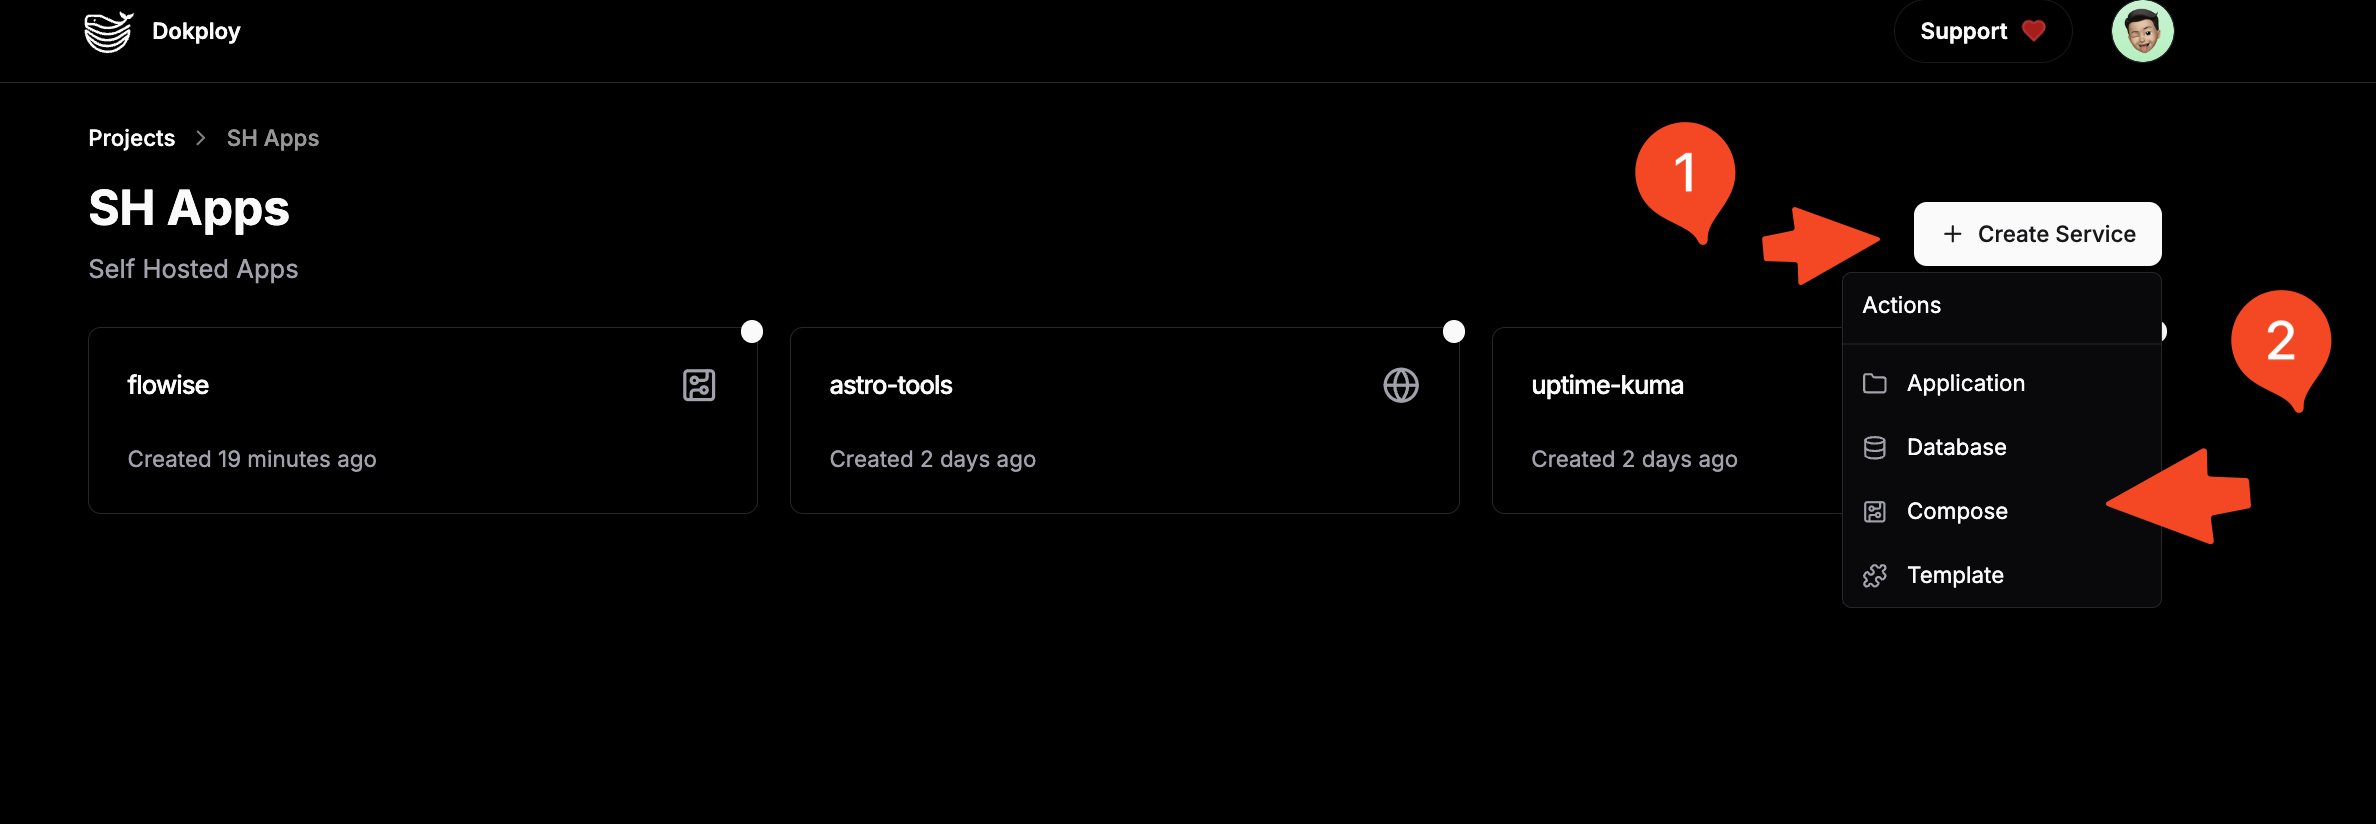 Dokploy
Support
Projects > SH Apps
SH Apps
Self Hosted Apps
1
+ Create Service
Actions
2
flowise
astro-tools
uptime-kuma
Application
Created 19 minutes ago
Created 2 days ago
Created 2 days ago
Database
Compose
Template